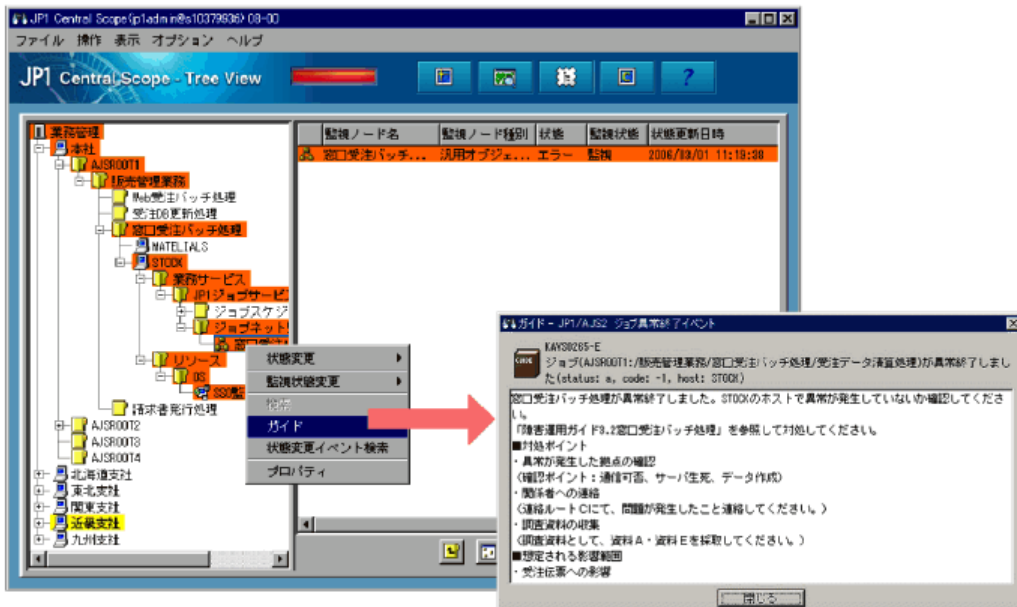 JP1 Central Scope(jp1admin@s10379936) 08-00
ファイル 操作 表示 オプション ヘルプ
JP1 Central Scope - Tree View
業務管理
本社
AJSROOT1
販売管理業務
Web受注バッチ処理
受注DB更新処理
窓口受注バッチ処理
MATELIALS
STOCK
業務サービス
JP1ジョブサービ
ジョブスケジ
ジョブネット
窓口受注
リソース
OS
SSO監
請求書発行処理
AJSROOT2
AJSROOT3
AJSROOT4
北海道支社
東北支社
関東支社
近畿支社
九州支社
監視ノード名 監視ノード種別 状態 監視状態 状態更新日時
窓口受注バッチ... 汎用オブジェ... エラー 監視 2006/03/01 11:19:38
状態変更
監視状態変更
検索
ガイド
状態変更イベント検索
プロパティ
ガイド - JP1/AJS2 ジョブ異常終了イベント
KAVS0265-E
ジョブ(AJSROOT1:/販売管理業務/窓口受注バッチ処理/受注データ清算処理)が異常終了しまし
た(status: a, code: -1, host: STOCK)
窓口受注バッチ処理が異常終了しました。STOCKのホストで異常が発生していないか確認してくださ
い。
「障害運用ガイド3.2窓口受注バッチ処理」を参照して対処してください。
■対処ポイント
・異常が発生した拠点の確認
(確認ポイント：通信可否、サーバ生死、データ作成)
・関係者への連絡
(連絡ルートCにて、問題が発生したこと連絡してください。)
・調査資料の収集
(調査資料として、資料A・資料Eを採取してください。)
■想定される影響範囲
・受注伝票への影響
閉じる